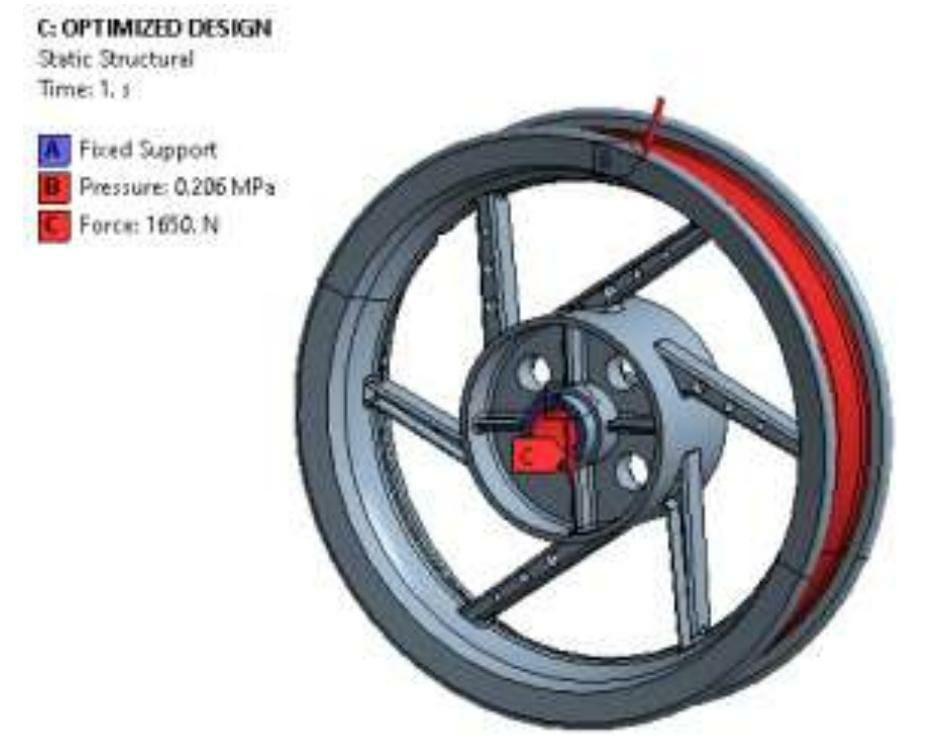 C: OPTIMIZED DESIGN
Static Structural
Time: 1. s
A Fixed Support
B Pressure: 0.206 MPa
C Force: 1650. N
C